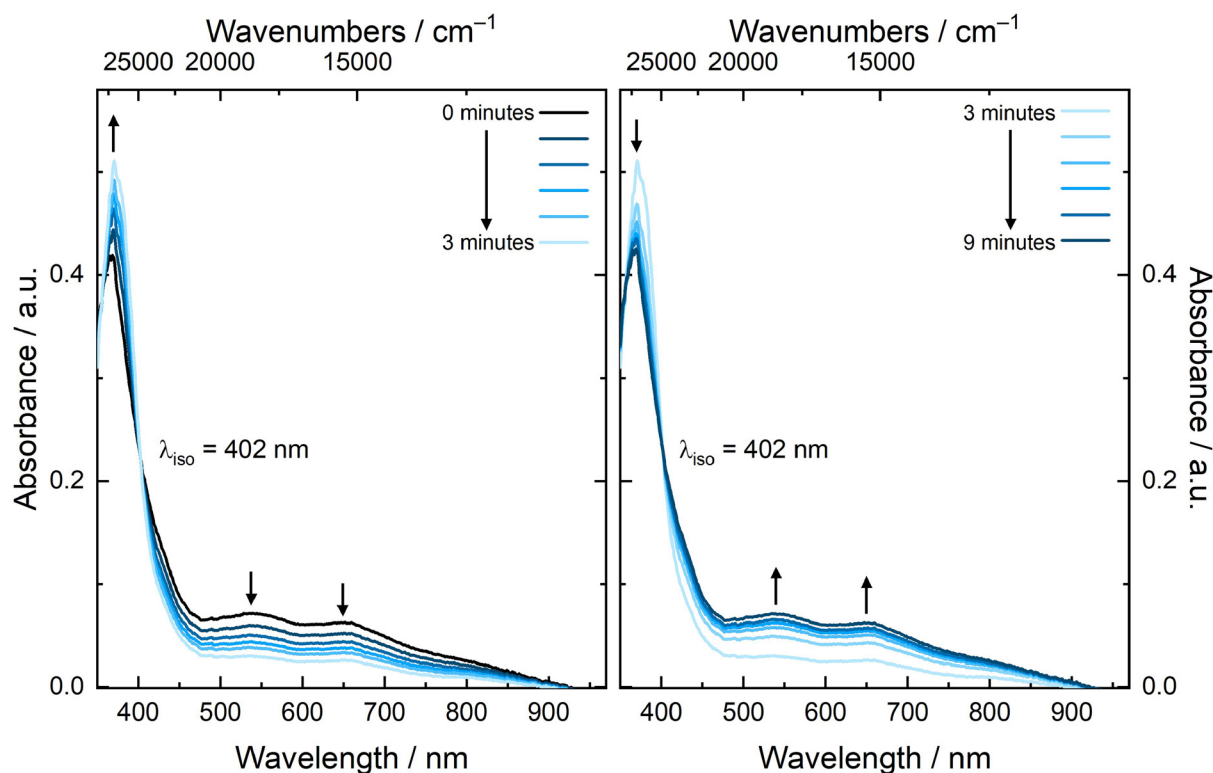 Wavenumbers / cm⁻¹
25000 20000 15000
0 minutes
3 minutes
λiso = 402 nm
0.4
0.2
0.0
Absorbance / a.u.
400 500 600 700 800 900
Wavelength / nm
Wavenumbers / cm⁻¹
25000 20000 15000
3 minutes
9 minutes
λiso = 402 nm
0.4
0.2
0.0
Absorbance / a.u.
400 500 600 700 800 900
Wavelength / nm